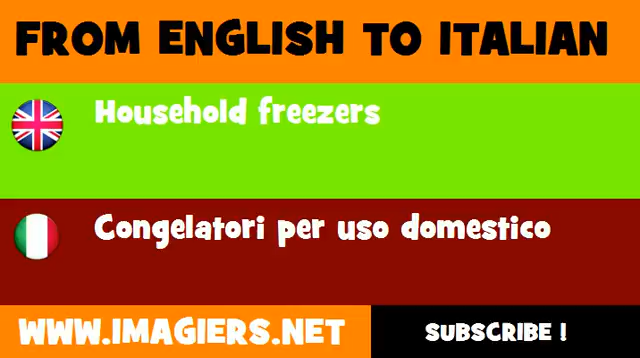 FROM ENGLISH TO ITALIAN
Household freezers
Congelatori per uso domestico
WWW.IMAGIERS.NET
SUBSCRIBE !